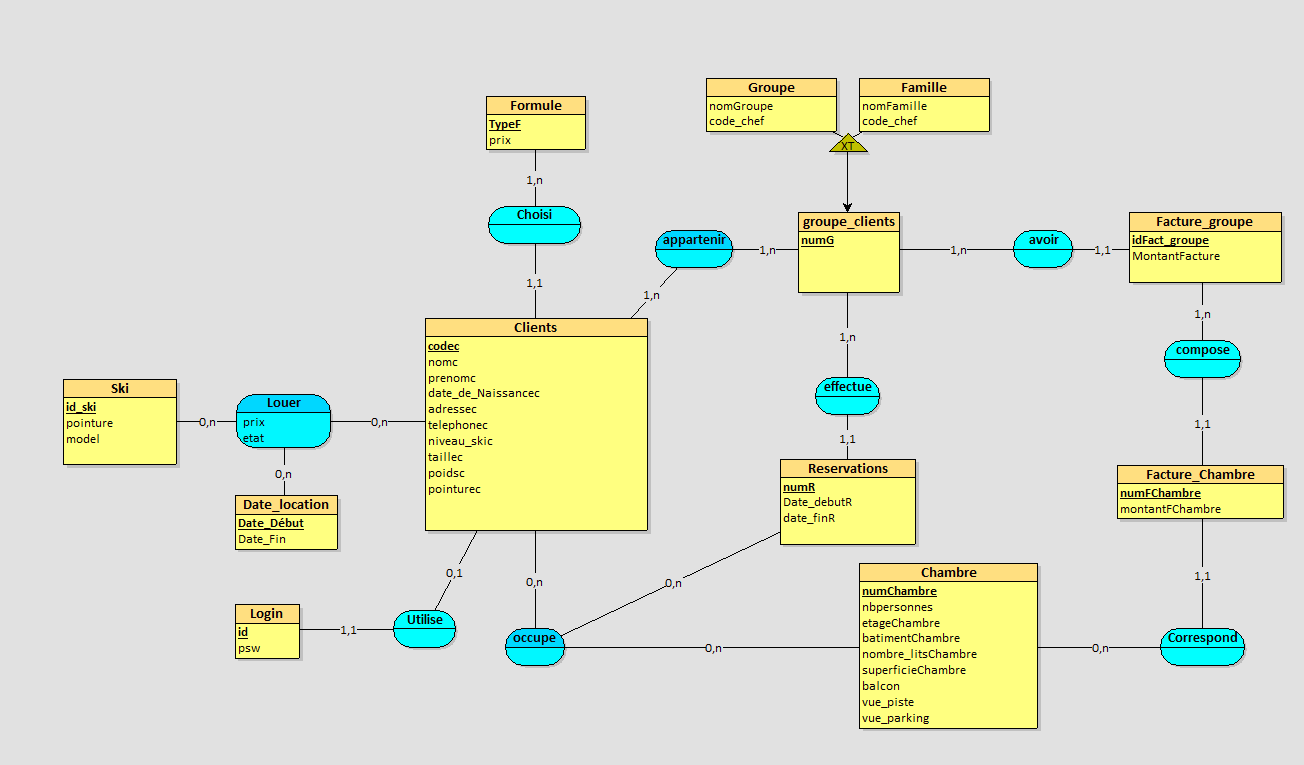 Groupe
nomGroupe
code_chef
Famille
nomFamille
code_chef
XT
Formule
TypeF
prix
1,n
Choisi
1,1
appartenir
1,n
1,n
groupe_clients
numG
1,n
avoir
1,1
Facture_groupe
idFact_groupe
MontantFacture
1,n
compose
1,1
1,n
effectue
1,1
Clients
codec
nomc
prenomc
date_de_Naissancec
adressec
telephonec
niveau_skic
taillec
poidsc
pointurec
Ski
id_ski
pointure
model
0,n
Louer
prix
etat
0,n
0,n
Date_location
Date_Début
Date_Fin
Reservations
numR
Date_debutR
date_finR
Facture_Chambre
numFChambre
montantFChambre
1,1
0,1
0,n
0,n
Login
id
psw
1,1
Utilise
occupe
0,n
Chambre
numChambre
nbpersonnes
etageChambre
batimentChambre
nombre_litsChambre
superficieChambre
balcon
vue_piste
vue_parking
0,n
Correspond